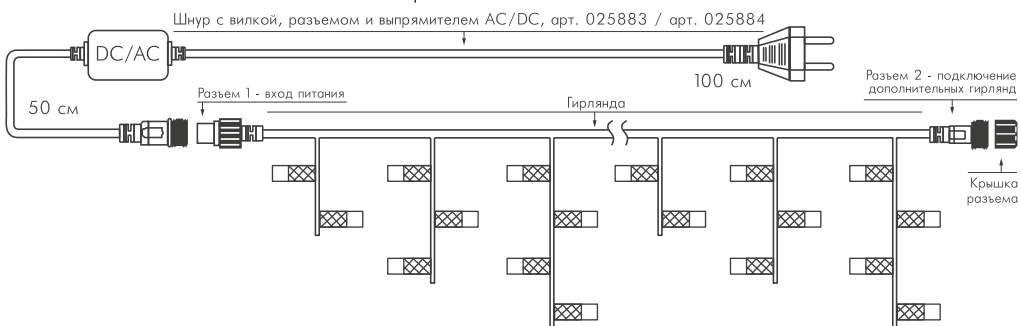 Шнур с вилкой, разъемом и выпрямителем AC/DC, арт. 025883 / арт. 025884
DC/AC
100 см
50 см
Разъем 1 - вход питания
Гирлянда
Разъем 2 - подключение
дополнительных гирлянд
Крышка
разъема